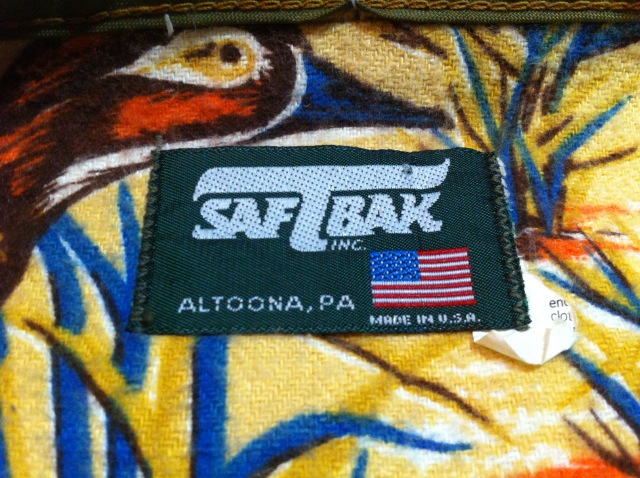 SAFTBAK
INC.
ALTOONA, PA
MADE IN U.S.A.